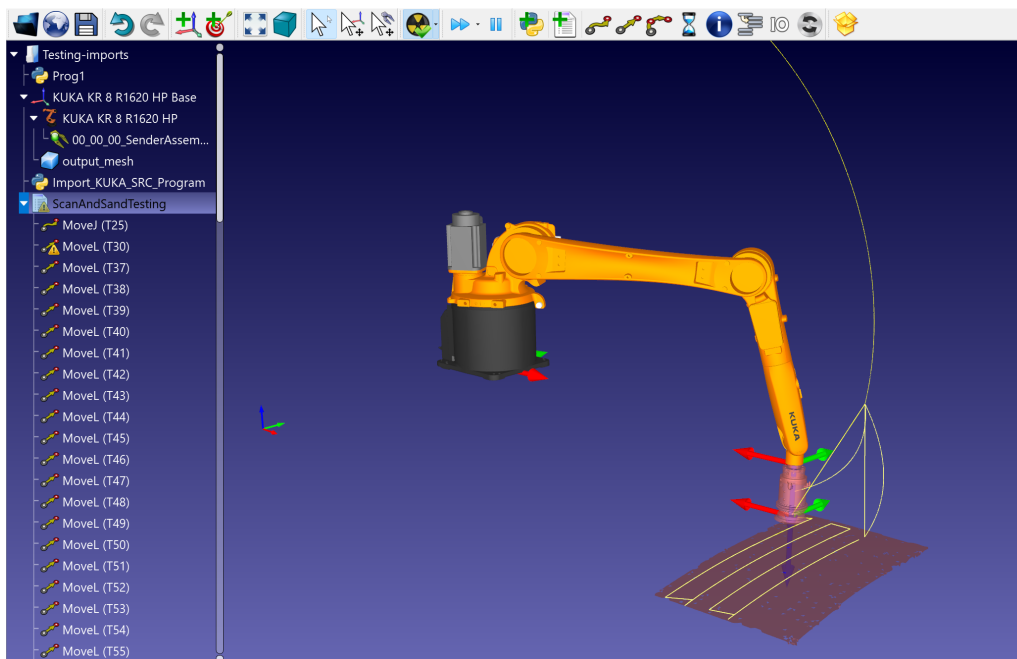 IO
Testing-imports
Prog1
KUKA KR 8 R1620 HP Base
KUKA KR 8 R1620 HP
00_00_00_SenderAssem...
output_mesh
Import_KUKA_SRC_Program
ScanAndSandTesting
MoveJ (T25)
MoveL (T30)
MoveL (T37)
MoveL (T38)
MoveL (T39)
MoveL (T40)
MoveL (T41)
MoveL (T42)
MoveL (T43)
MoveL (T44)
MoveL (T45)
MoveL (T46)
MoveL (T47)
MoveL (T48)
MoveL (T49)
MoveL (T50)
MoveL (T51)
MoveL (T52)
MoveL (T53)
MoveL (T54)
MoveL (T55)
KUKA